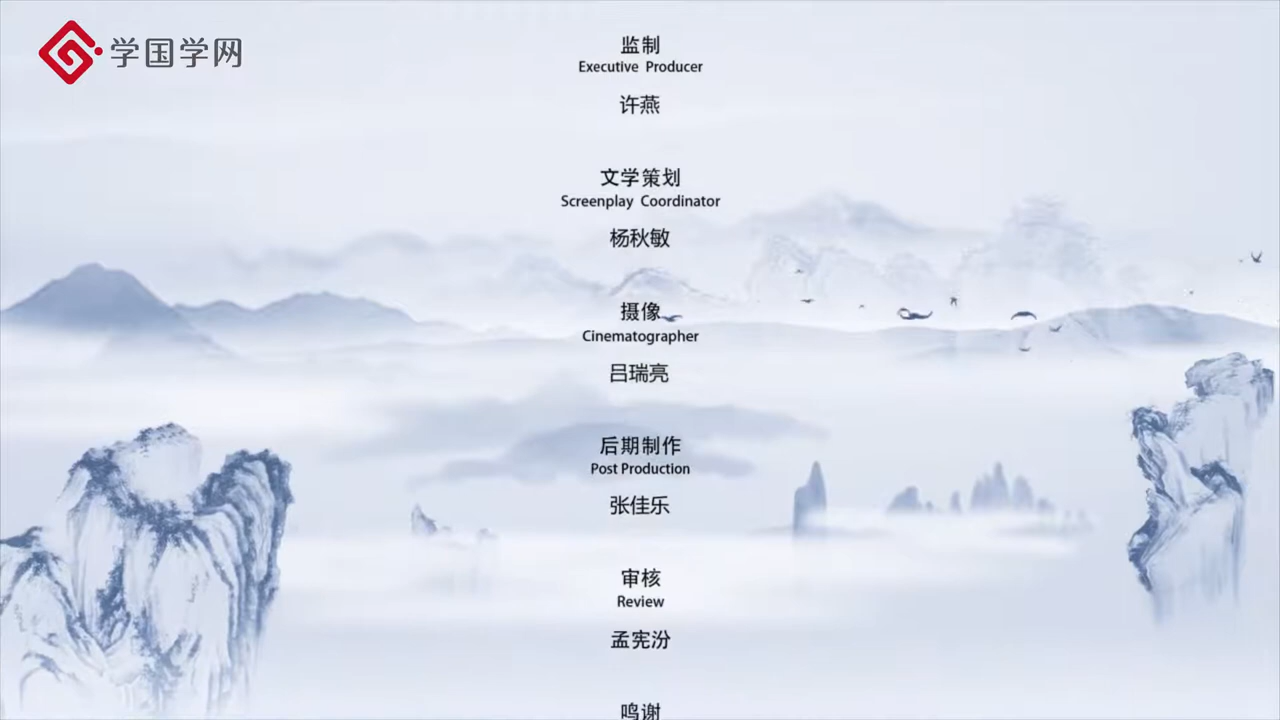 学国学网
监制
Executive Producer
许燕
文学策划
Screenplay Coordinator
杨秋敏
摄像
Cinematographer
吕瑞亮
后期制作
Post Production
张佳乐
审核
Review
孟宪汾
鸣谢